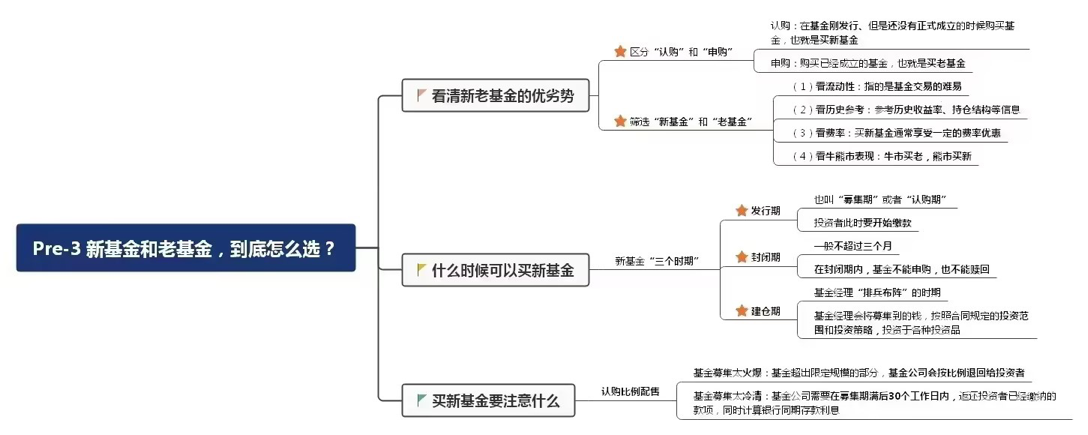 Pre-3 新基金和老基金，到底怎么选？
看清新老基金的优劣势
区分“认购”和“申购”
认购：在基金刚发行、但是还没有正式成立的时候购买基
金，也就是买新基金
申购：购买已经成立的基金，也就是买老基金
筛选“新基金”和“老基金”
（1）看流动性：指的是基金交易的难易
（2）看历史参考：参考历史收益率、持仓结构等信息
（3）看费率：买新基金通常享受一定的费率优惠
（4）看牛熊市表现：牛市买老，熊市买新
什么时候可以买新基金
新基金“三个时期”
发行期
也叫“募集期”或者“认购期”
投资者此时要开始缴款
封闭期
一般不超过三个月
在封闭期内，基金不能申购，也不能赎回
建仓期
基金经理“排兵布阵”的时期
基金经理会将募集到的钱，按照合同规定的投资范
围和投资策略，投资于各种投资品
买新基金要注意什么
认购比例配售
基金募集太火爆：基金超出限定规模的部分，基金公司会按比例退回给投资者
基金募集太冷清：基金公司需要在募集期满后30个工作日内，返还投资者已经缴纳的
款项，同时计算银行同期存款利息